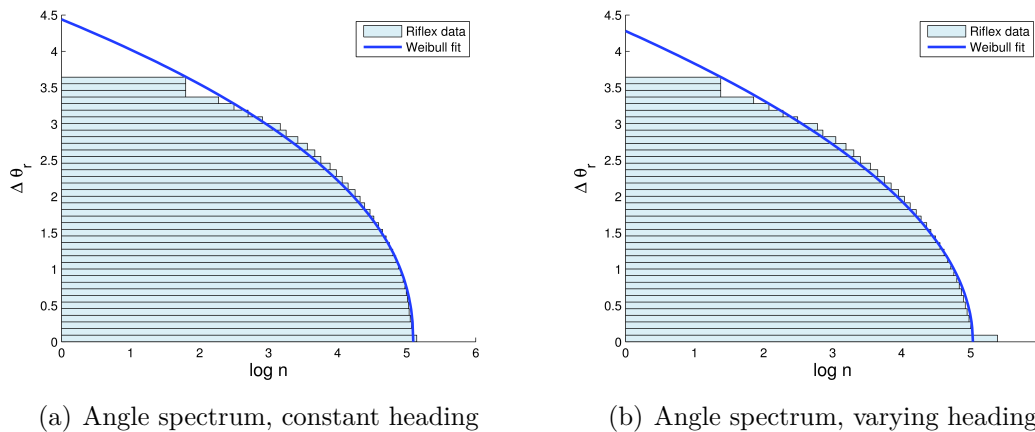 4.5
4
3.5
3
2.5
2
1.5
1
0.5
0
Δ θr
0 1 2 3 4 5 6
log n
Riflex data
Weibull fit
(a) Angle spectrum, constant heading
4.5
4
3.5
3
2.5
2
1.5
1
0.5
0
Δ θr
0 1 2 3 4 5
log n
Riflex data
Weibull fit
(b) Angle spectrum, varying heading